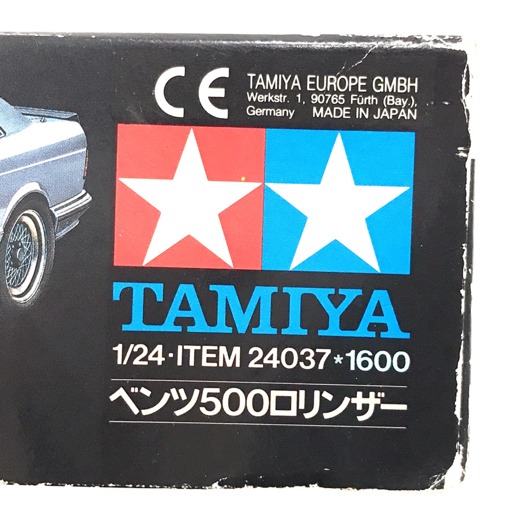 CE TAMIYA EUROPE GMBH
Werkstr. 1, 90765 Fürth (Bay.),
Germany MADE IN JAPAN
TAMIYA
1/24・ITEM 24037*1600
ベンツ500ロリンザー